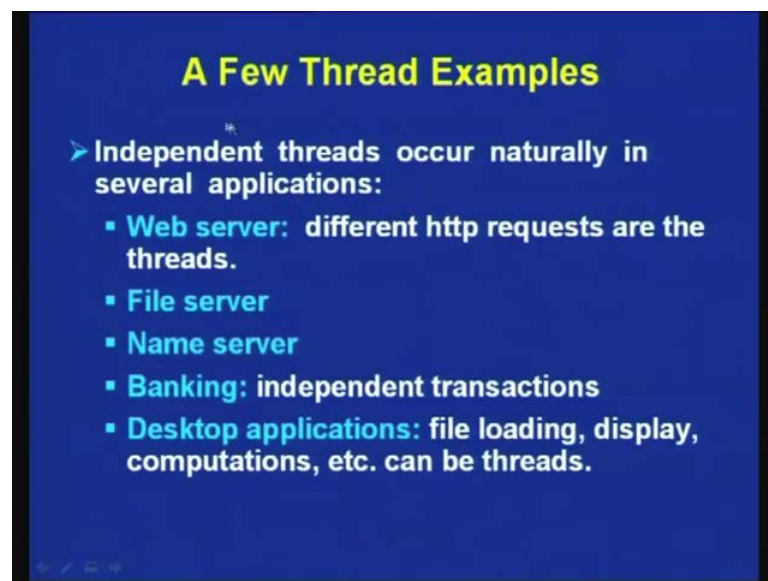 A Few Thread Examples
➢ Independent threads occur naturally in
several applications:
▪ Web server: different http requests are the
threads.
▪ File server
▪ Name server
▪ Banking: independent transactions
▪ Desktop applications: file loading, display,
computations, etc. can be threads.